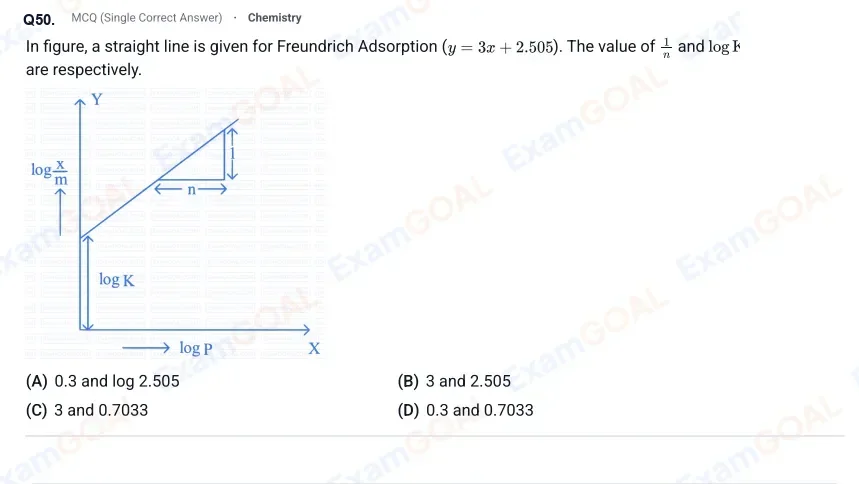 Q50. MCQ (Single Correct Answer) · Chemistry
In figure, a straight line is given for Freundrich Adsorption (y = 3x + 2.505). The value of 1/n and log K
are respectively.
Y
log x/m
1
n
log K
log P
X
(A) 0.3 and log 2.505
(B) 3 and 2.505
(C) 3 and 0.7033
(D) 0.3 and 0.7033
ExamGOAL